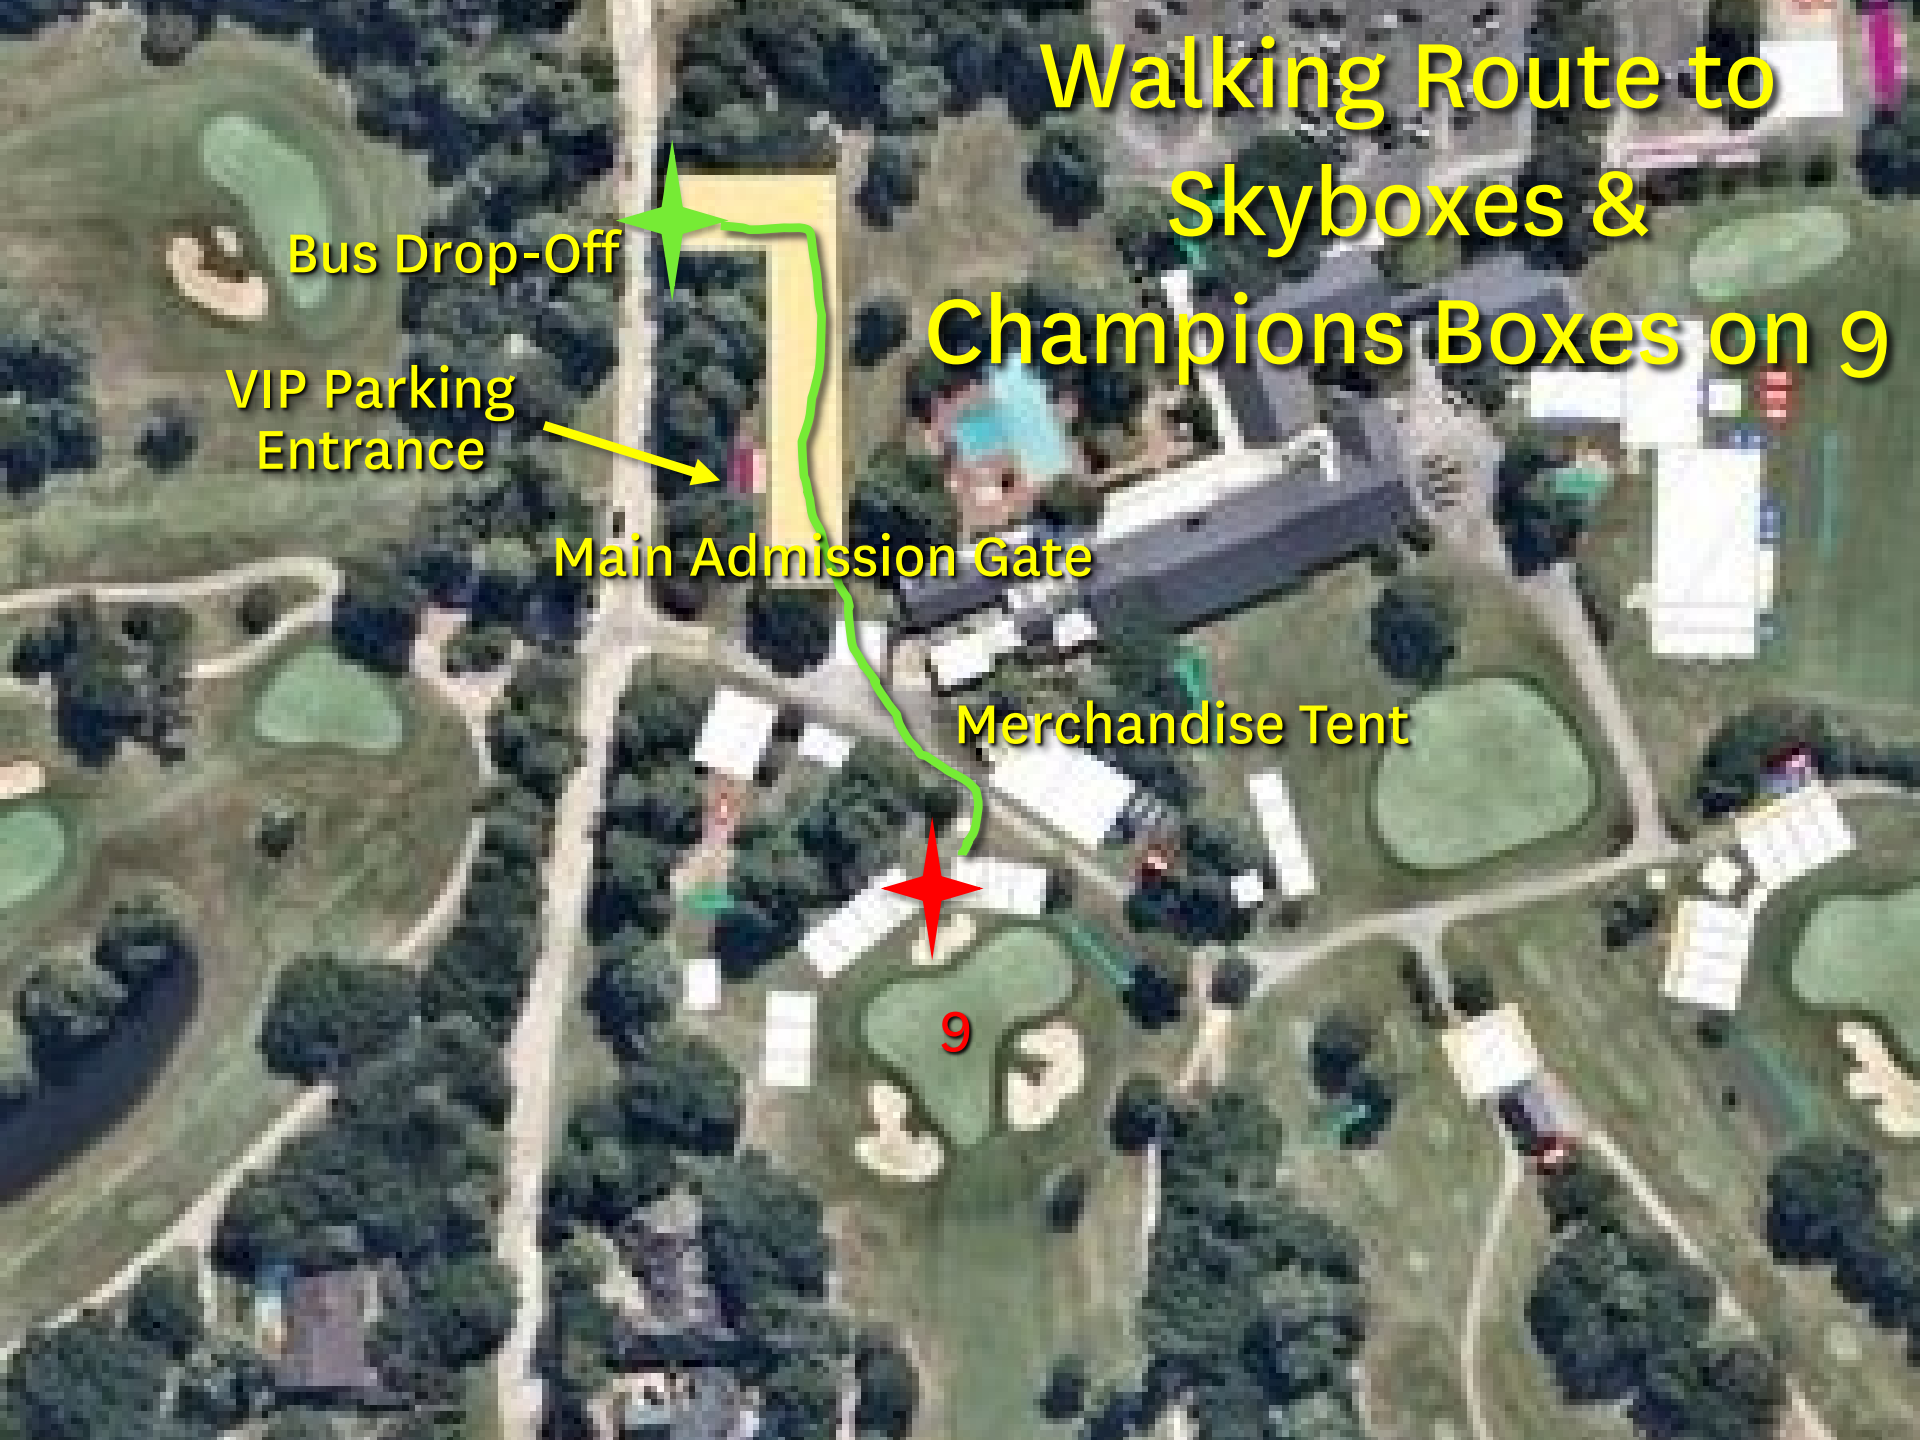 Walking Route to
Skyboxes &
Champions Boxes on 9
Bus Drop-Off
VIP Parking
Entrance
Main Admission Gate
Merchandise Tent
9